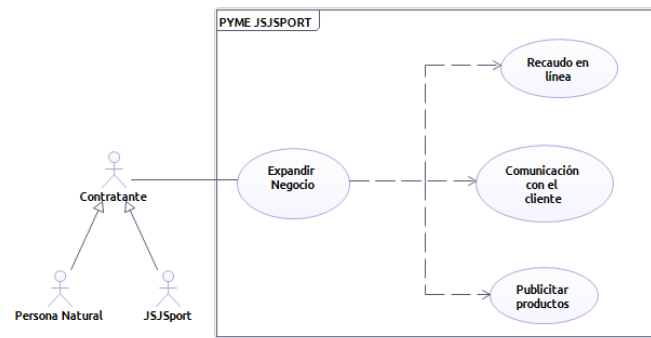 PYME JSJSPORT
Recaudo en
línea
Expandir
Negocio
Comunicación
con el
cliente
Contratante
Publicitar
productos
Persona Natural
JSJSport